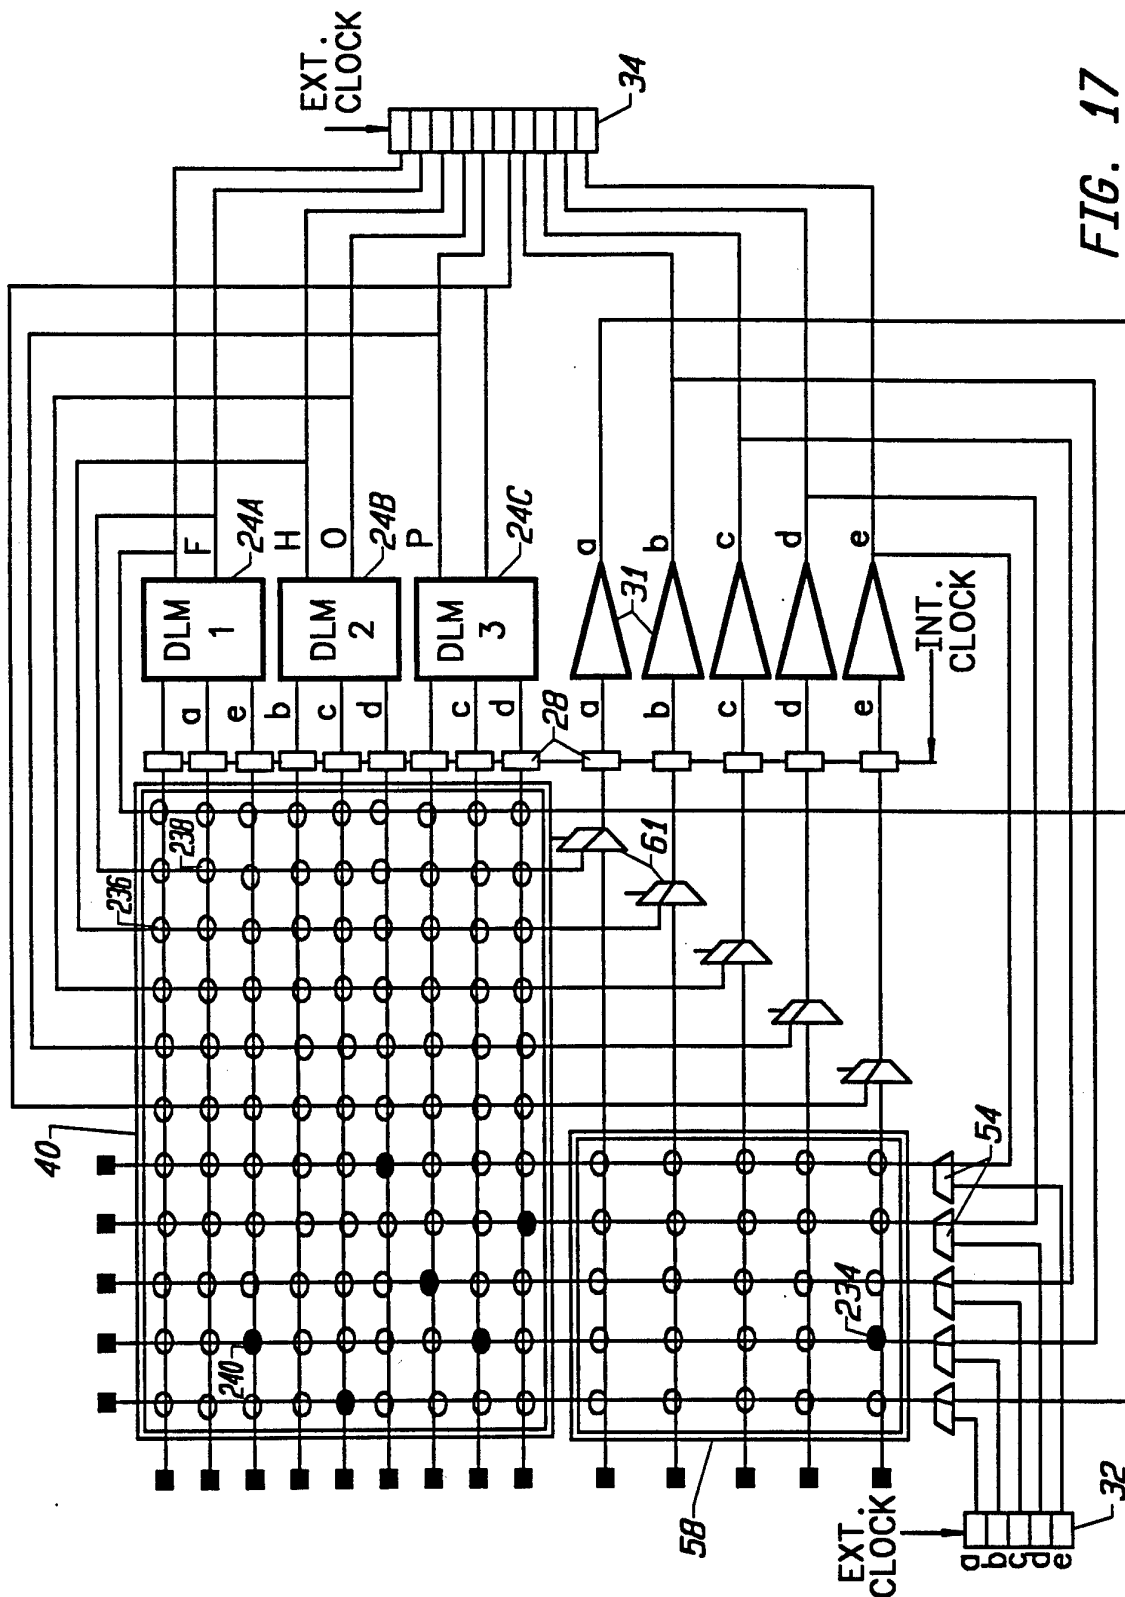 EXT.
CLOCK
34
FIG. 17
40
236
238
240
F
24A
H
O
24B
P
24C
DLM
1
DLM
2
DLM
3
a
e
b
c
d
c
d
28
a
b
c
d
e
31
a
b
c
d
e
INT.
CLOCK
61
54
234
58
EXT.
CLOCK
a
b
c
d
e
32